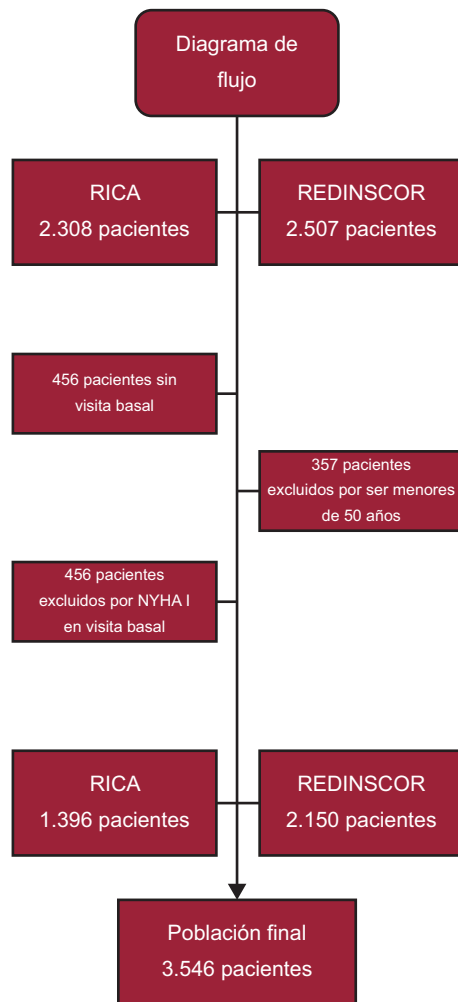 Diagrama de
flujo
RICA
2.308 pacientes
REDINSCOR
2.507 pacientes
456 pacientes sin
visita basal
357 pacientes
excluidos por ser menores
de 50 años
456 pacientes
excluidos por NYHA I
en visita basal
RICA
1.396 pacientes
REDINSCOR
2.150 pacientes
Población final
3.546 pacientes